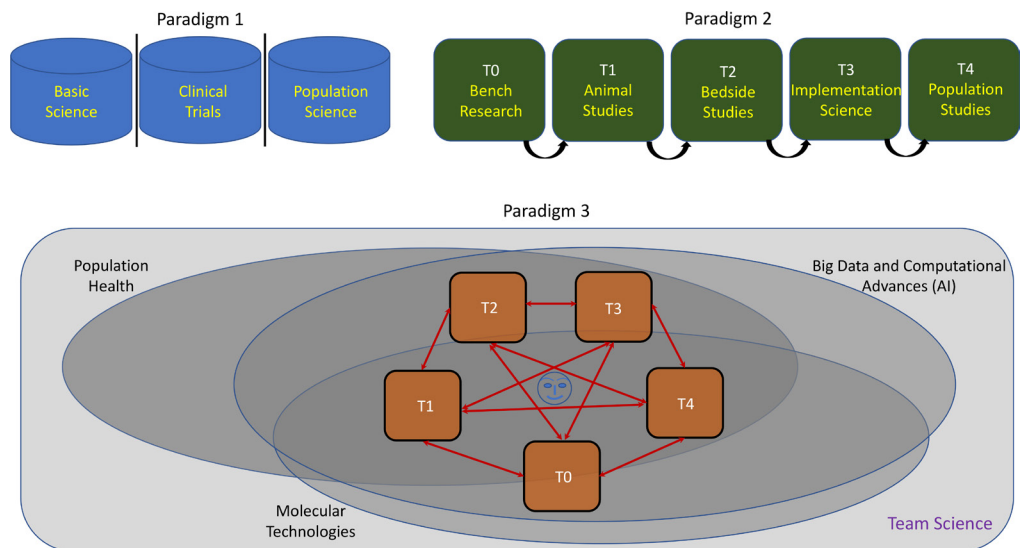 Paradigm 1
Basic
Science
Clinical
Trials
Population
Science
Paradigm 2
T0
Bench
Research
T1
Animal
Studies
T2
Bedside
Studies
T3
Implementation
Science
T4
Population
Studies
Paradigm 3
Population
Health
Big Data and Computational
Advances (AI)
T2
T3
T1
T4
T0
Molecular
Technologies
Team Science